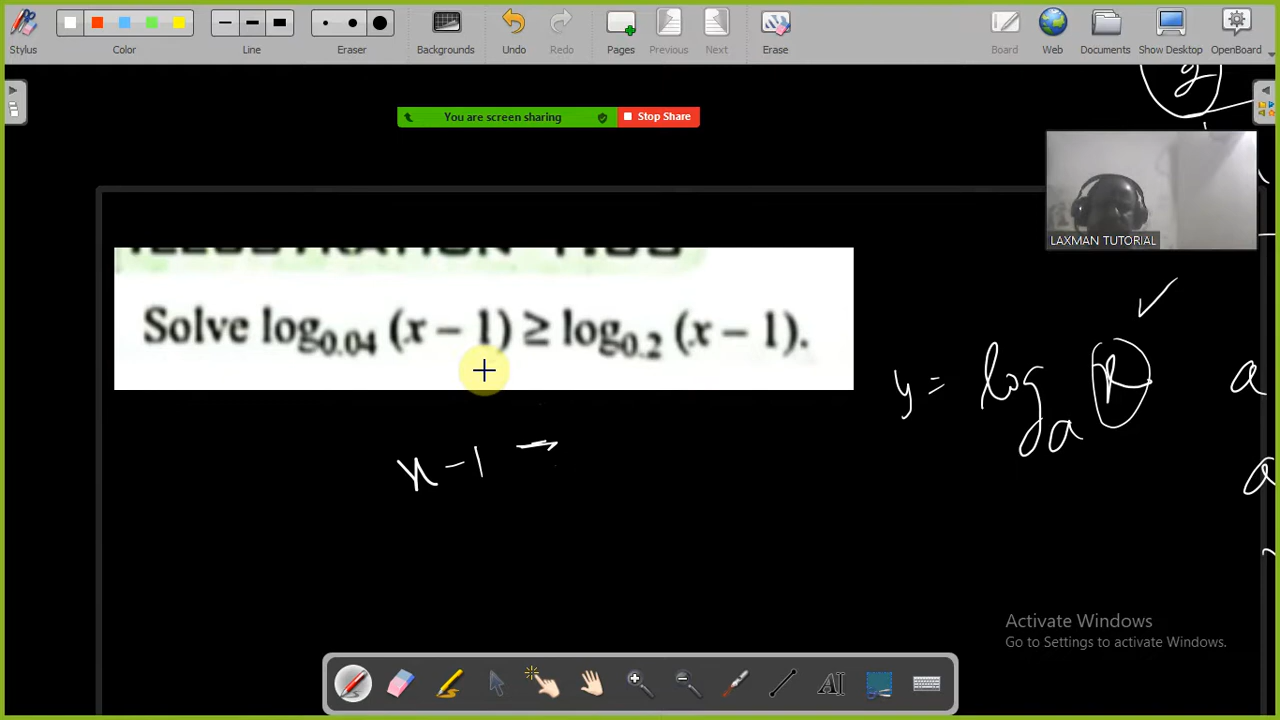 Stylus Color Line Eraser Backgrounds Undo Redo Pages Previous Next Erase Board Web Documents Show Desktop OpenBoard
You are screen sharing Stop Share
y
LAXMAN TUTORIAL
Solve log₀.₀₄ (x – 1) ≥ log₀.₂ (x – 1).
y = logₐ x a
x - 1
a
Activate Windows
Go to Settings to activate Windows.
AI